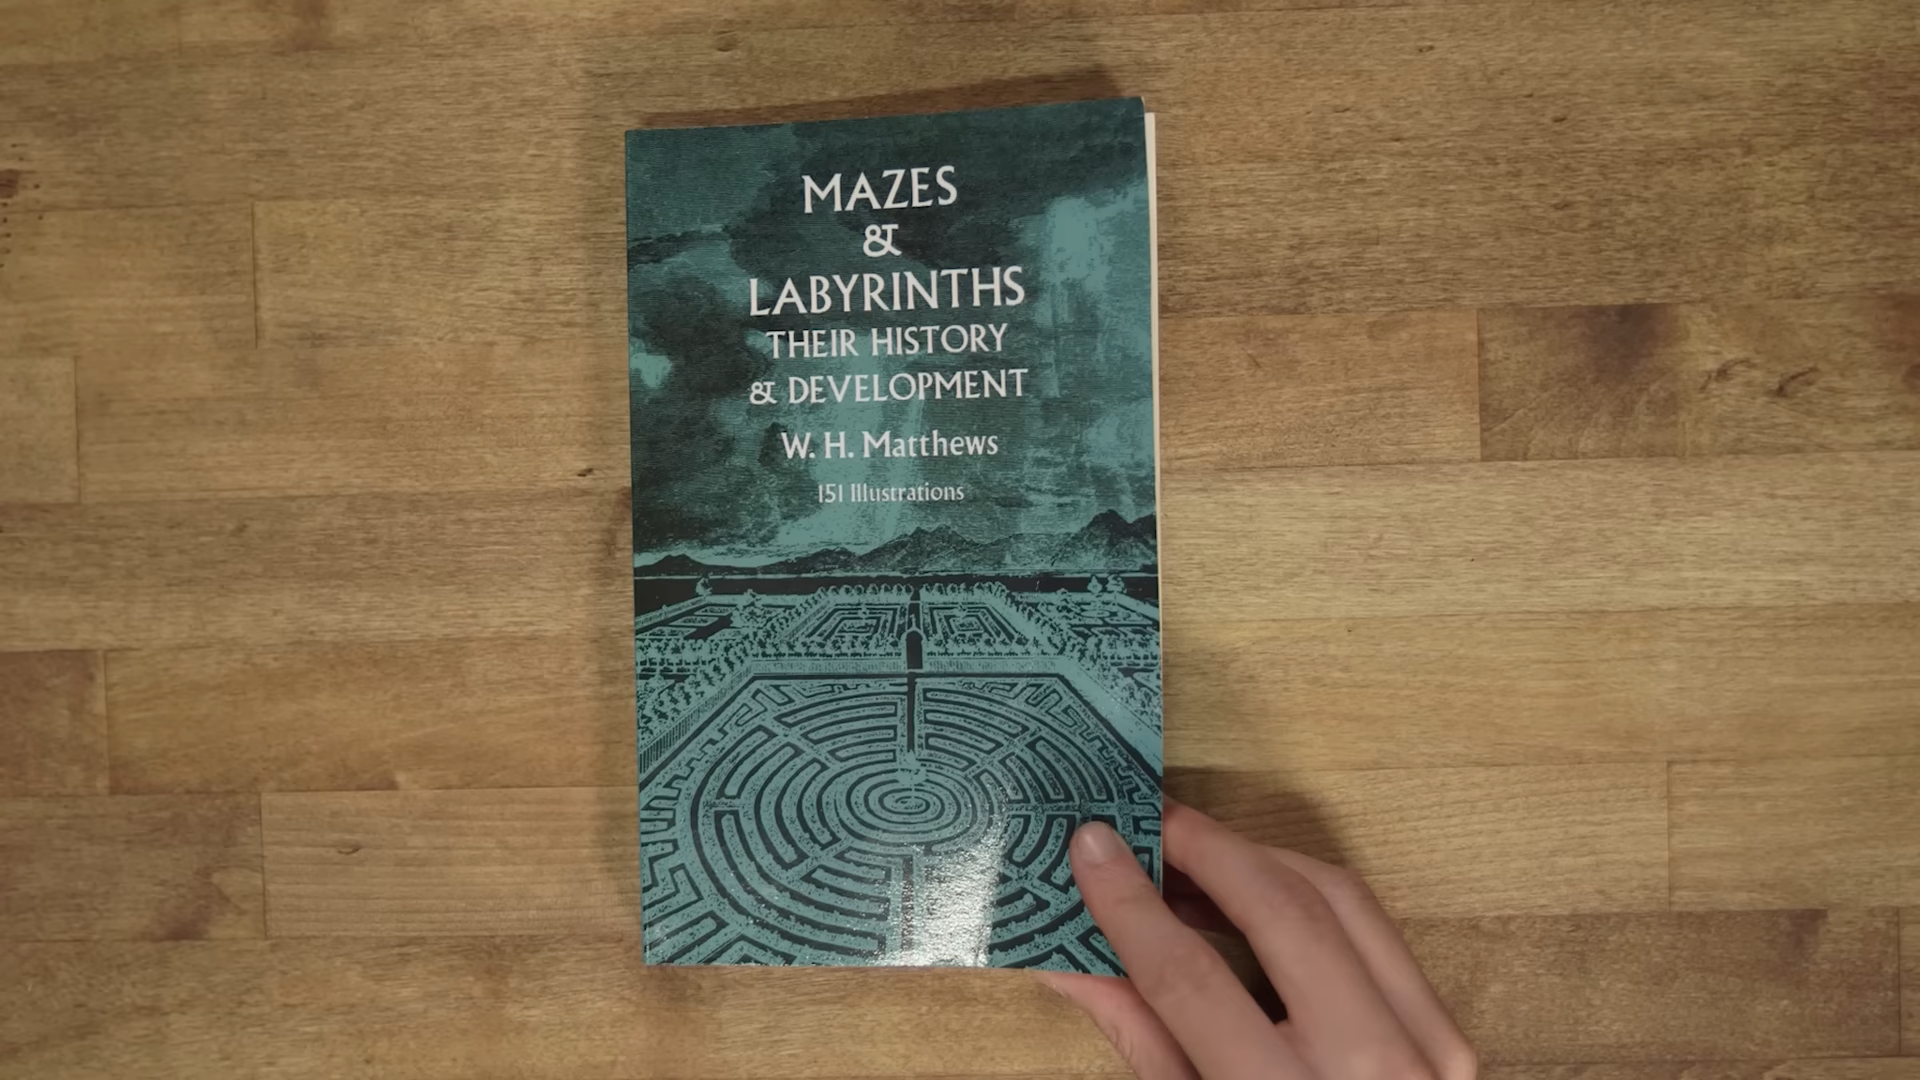 MAZES
&
LABYRINTHS
THEIR HISTORY
& DEVELOPMENT
W. H. Matthews
151 Illustrations